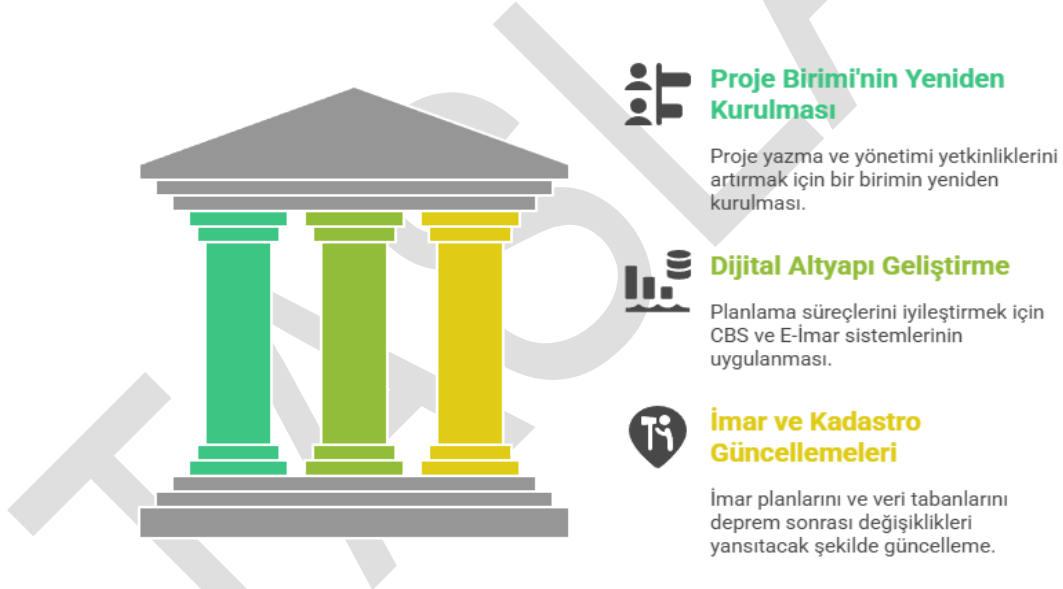 Proje Birimi'nin Yeniden
Kurulması
Proje yazma ve yönetimi yetkinliklerini
artırmak için bir birimin yeniden
kurulması.
Dijital Altyapı Geliştirme
Planlama süreçlerini iyileştirmek için
CBS ve E-İmar sistemlerinin
uygulanması.
İmar ve Kadastro
Güncellemeleri
İmar planlarını ve veri tabanlarını
deprem sonrası değişiklikleri
yansıtacak şekilde güncelleme.